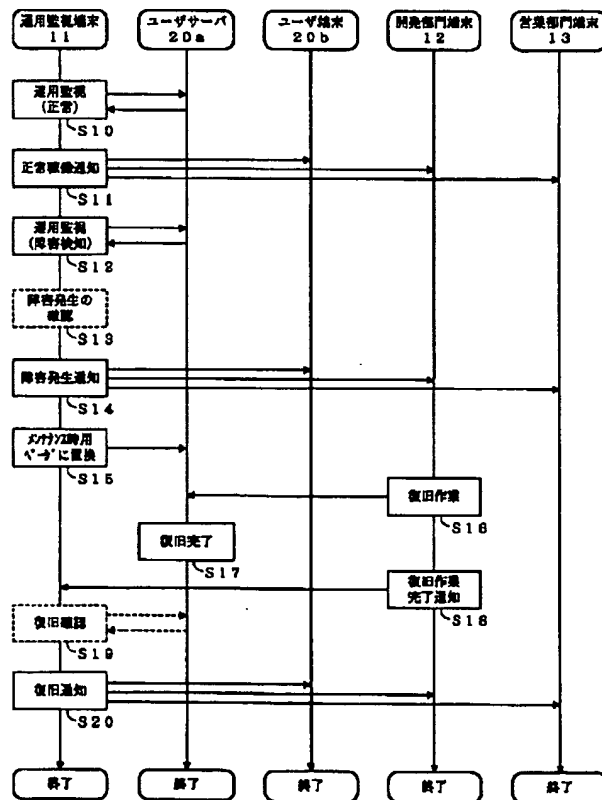 運用監視端末
11
ユーザサーバ
20a
ユーザ端末
20b
開発部門端末
12
営業部門端末
13
運用監視
(正常)
S10
正常稼働通知
S11
運用監視
(障害検知)
S12
障害発生の
確認
S13
障害発生通知
S14
メンテナンス時用
ページに置換
S15
復旧作業
S16
復旧完了
S17
復旧作業
完了通知
S18
復旧確認
S19
復旧通知
S20
終了
終了
終了
終了
終了